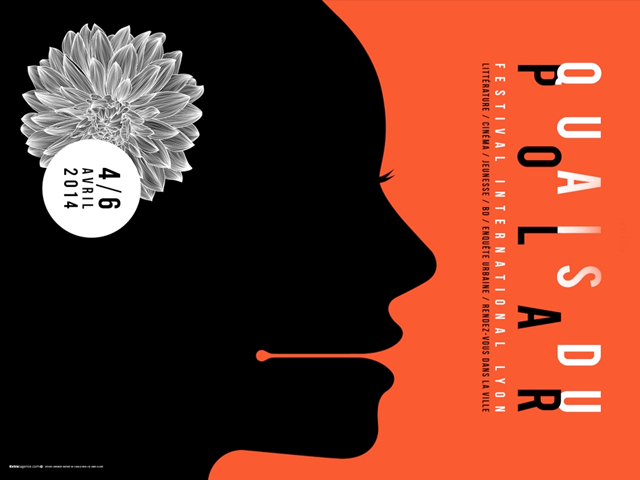 QUAIS DU
POLAR
FESTIVAL INTERNATIONAL LYON
LITTÉRATURE / CINÉMA / JEUNESSE / BD / ENQUÊTE URBAINE / RENDEZ-VOUS DANS LA VILLE
4/6
AVRIL
2014